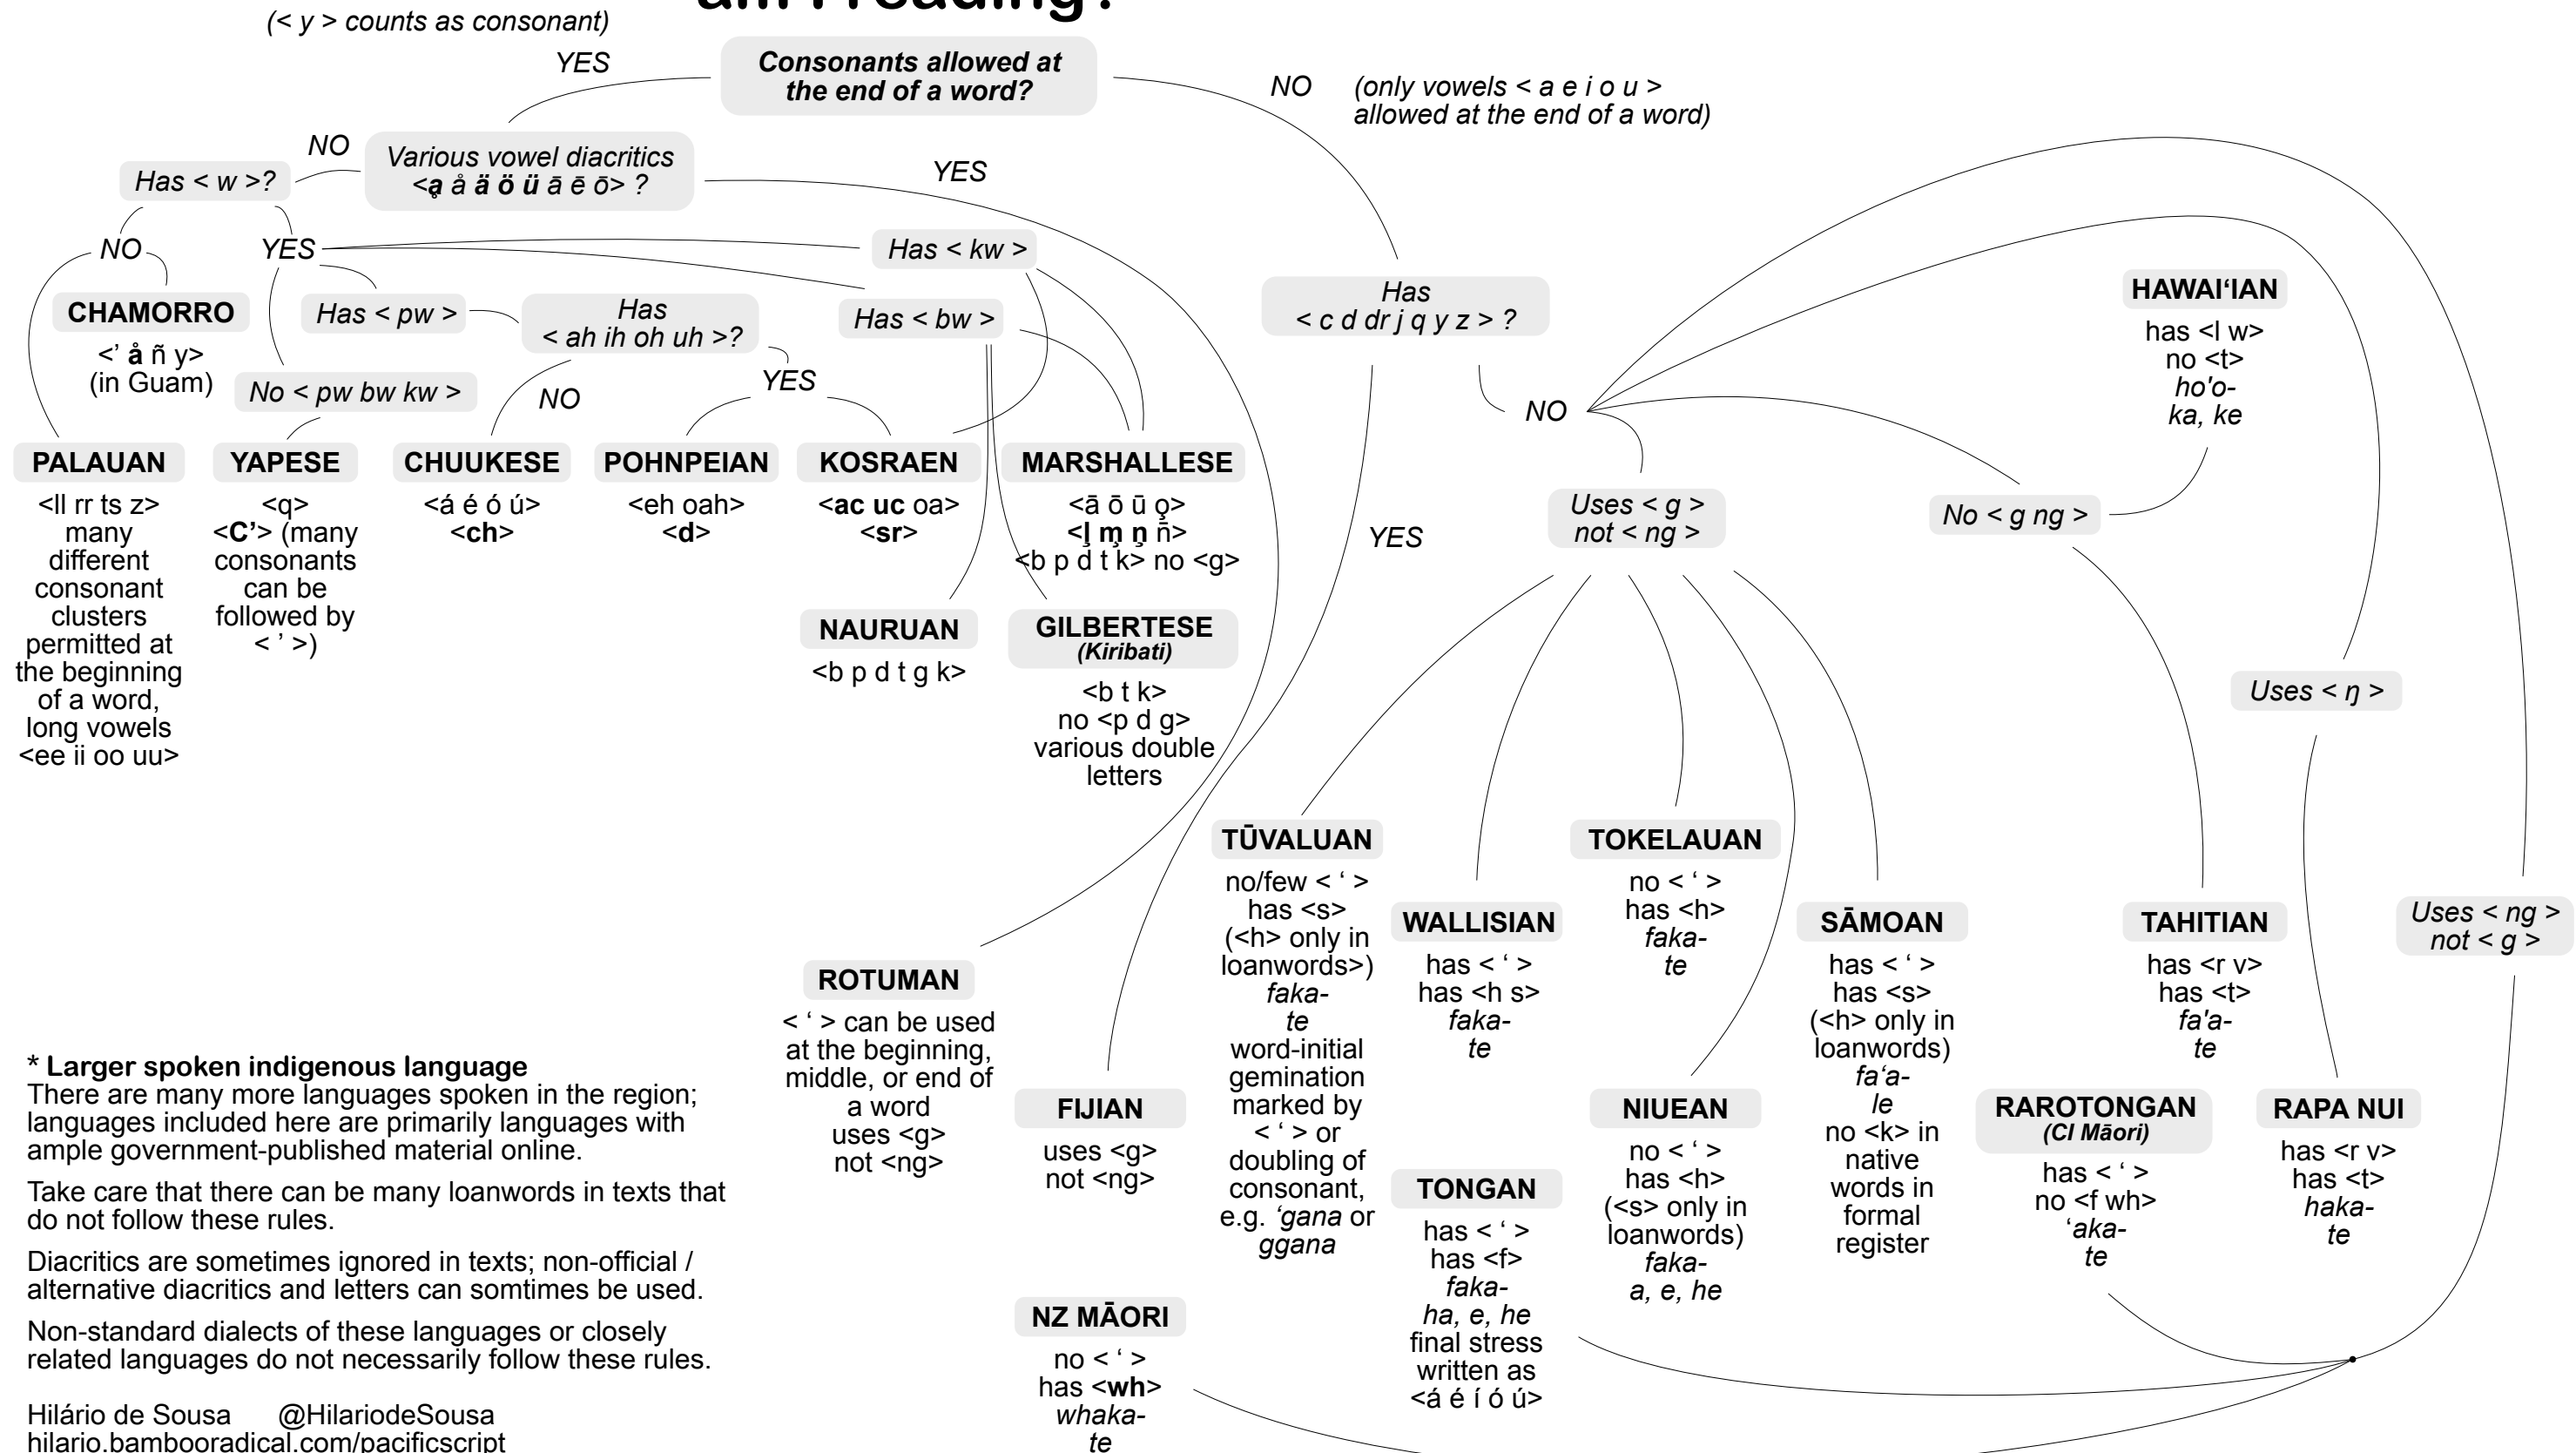 am I reading?
(< y > counts as consonant)
YES
Consonants allowed at
the end of a word?
NO
(only vowels < a e i o u >
allowed at the end of a word)
NO
Various vowel diacritics
<ḁ å ä ö ü ā ē ō> ?
YES
Has < w >?
NO
YES
Has < kw >
Has < pw >
Has
< ah ih oh uh >?
Has < bw >
Has
< c d dr j q y z > ?
CHAMORRO
<’ å ñ y>
(in Guam)
No < pw bw kw >
NO
YES
NO
YES
HAWAI‘IAN
has <l w>
no <t>
ho'o-
ka, ke
PALAUAN
<ll rr ts z>
many
different
consonant
clusters
permitted at
the beginning
of a word,
long vowels
<ee ii oo uu>
YAPESE
<q>
<C’> (many
consonants
can be
followed by
< ’ >)
CHUUKESE
<á é ó ú>
<ch>
POHNPEIAN
<eh oah>
<d>
KOSRAEN
<ac uc oa>
<sr>
MARSHALLESE
<ā ō ū o̧>
<ļ m̧ ņ n̄>
<b p d t k> no <g>
NAURUAN
<b p d t g k>
GILBERTESE
(Kiribati)
<b t k>
no <p d g>
various double
letters
Uses < g >
not < ng >
No < g ng >
Uses < ŋ >
Uses < ng >
not < g >
TŪVALUAN
no/few < ‘ >
has <s>
(<h> only in
loanwords>)
faka-
te
word-initial
gemination
marked by
< ‘ > or
doubling of
consonant,
e.g. ‘gana or
ggana
WALLISIAN
has < ‘ >
has <h s>
faka-
te
TOKELAUAN
no < ‘ >
has <h>
faka-
te
SĀMOAN
has < ‘ >
has <s>
(<h> only in
loanwords)
fa‘a-
le
no <k> in
native
words in
formal
register
TAHITIAN
has <r v>
has <t>
fa'a-
te
ROTUMAN
< ‘ > can be used
at the beginning,
middle, or end of
a word
uses <g>
not <ng>
FIJIAN
uses <g>
not <ng>
NIUEAN
no < ‘ >
has <h>
(<s> only in
loanwords)
faka-
a, e, he
RAROTONGAN
(CI Māori)
has < ‘ >
no <f wh>
‘aka-
te
RAPA NUI
has <r v>
has <t>
haka-
te
TONGAN
has < ‘ >
has <f>
faka-
ha, e, he
final stress
written as
<á é í ó ú>
NZ MĀORI
no < ‘ >
has <wh>
whaka-
te
* Larger spoken indigenous language
There are many more languages spoken in the region;
languages included here are primarily languages with
ample government-published material online.
Take care that there can be many loanwords in texts that
do not follow these rules.
Diacritics are sometimes ignored in texts; non-official /
alternative diacritics and letters can somtimes be used.
Non-standard dialects of these languages or closely
related languages do not necessarily follow these rules.
Hilário de Sousa @HilariodeSousa
hilario.bambooradical.com/pacificscript